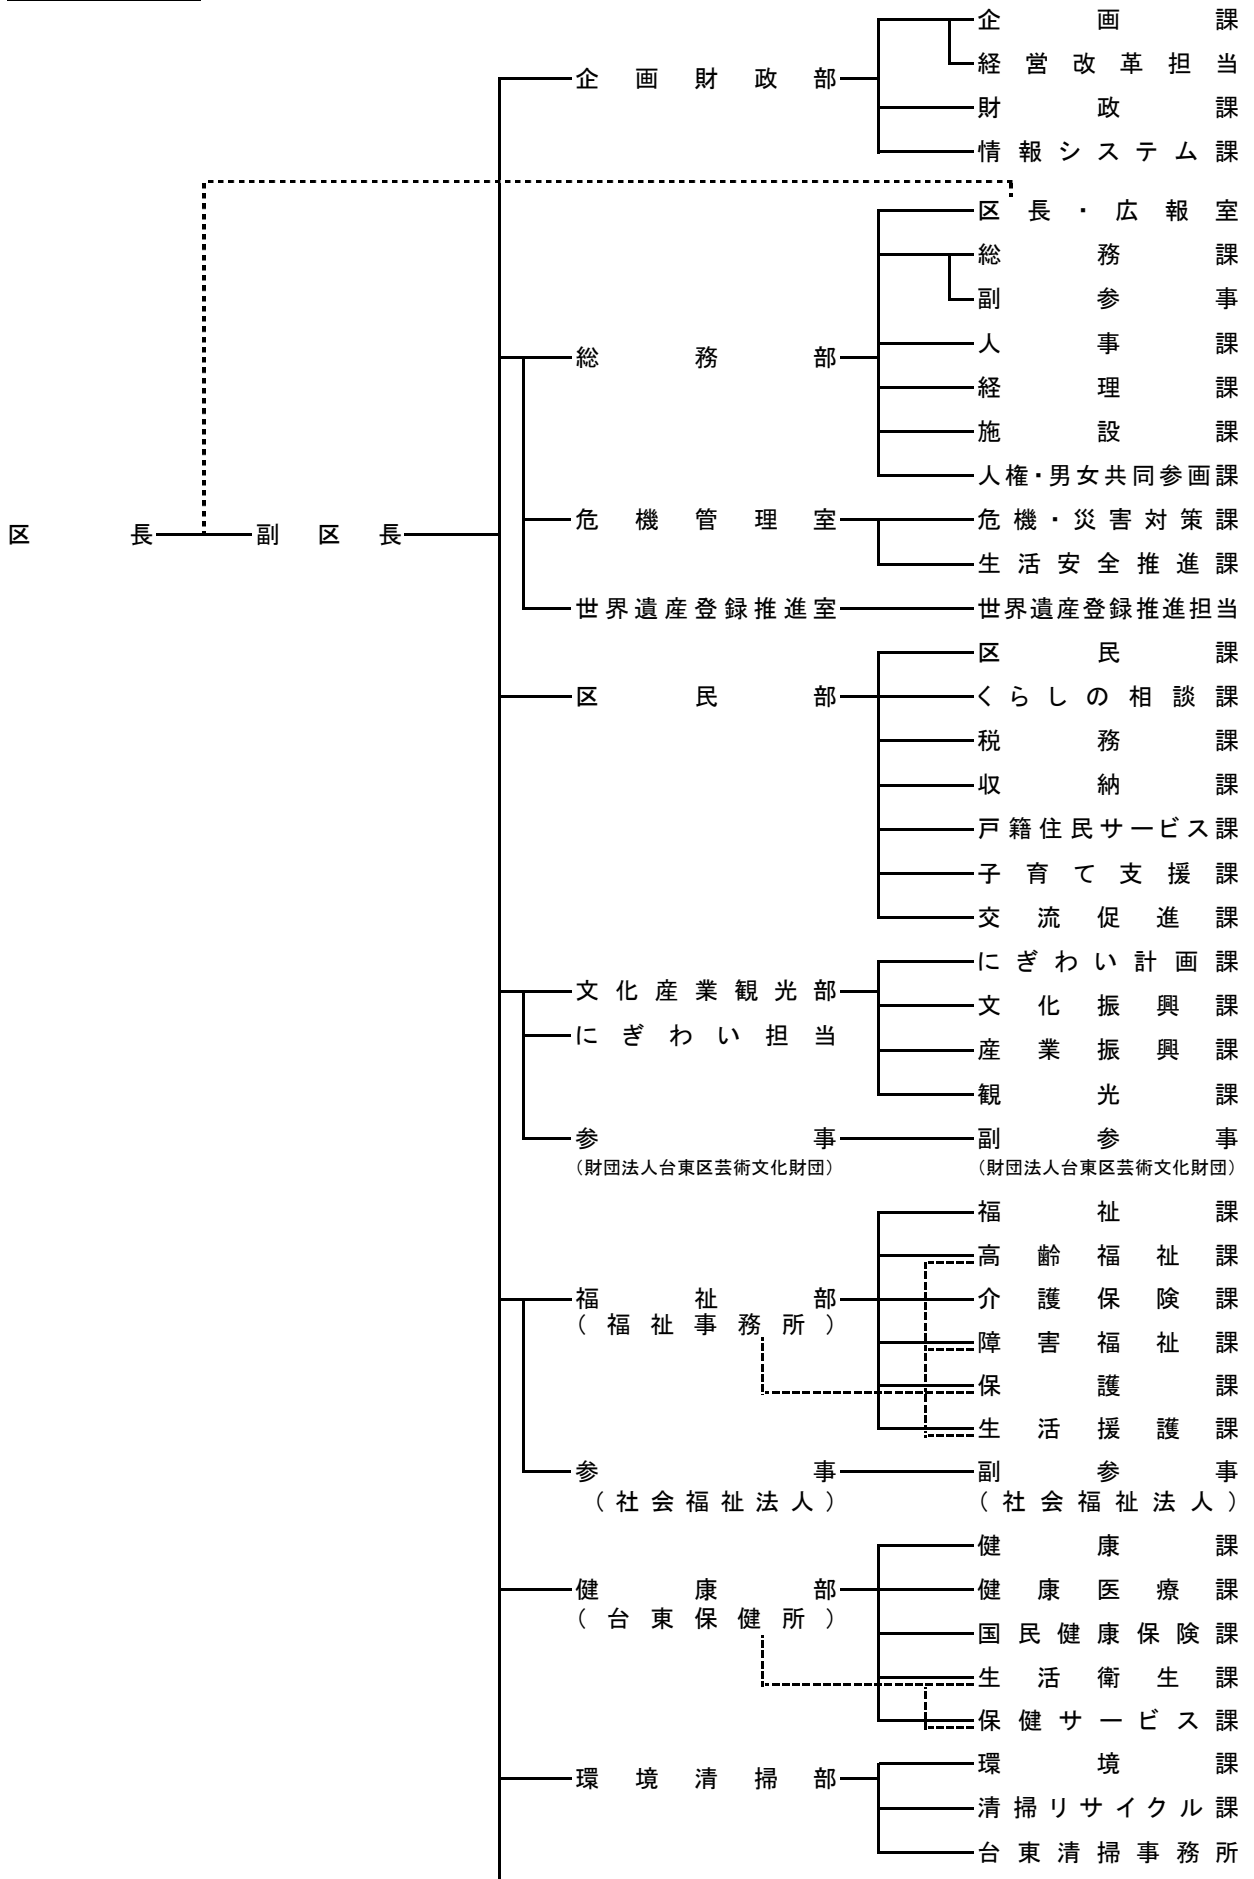 企画課
経営改革担当
企画財政部
財政課
情報システム課
区長・広報室
総務課
副参事
人事課
総務部
経理課
施設課
人権・男女共同参画課
区長
副区長
危機管理室
危機・災害対策課
生活安全推進課
世界遺産登録推進室
世界遺産登録推進担当
区民課
区民部
くらしの相談課
税務課
収納課
戸籍住民サービス課
子育て支援課
交流促進課
にぎわい計画課
文化産業観光部
文化振興課
にぎわい担当
産業振興課
観光課
参事
副参事
（財団法人台東区芸術文化財団）
（財団法人台東区芸術文化財団）
福祉課
高齢福祉課
福祉部
介護保険課
（福祉事務所）
障害福祉課
保護課
生活援護課
参事
副参事
（社会福祉法人）
（社会福祉法人）
健康課
健康部
健康医療課
（台東保健所）
国民健康保険課
生活衛生課
保健サービス課
環境課
環境清掃部
清掃リサイクル課
台東清掃事務所